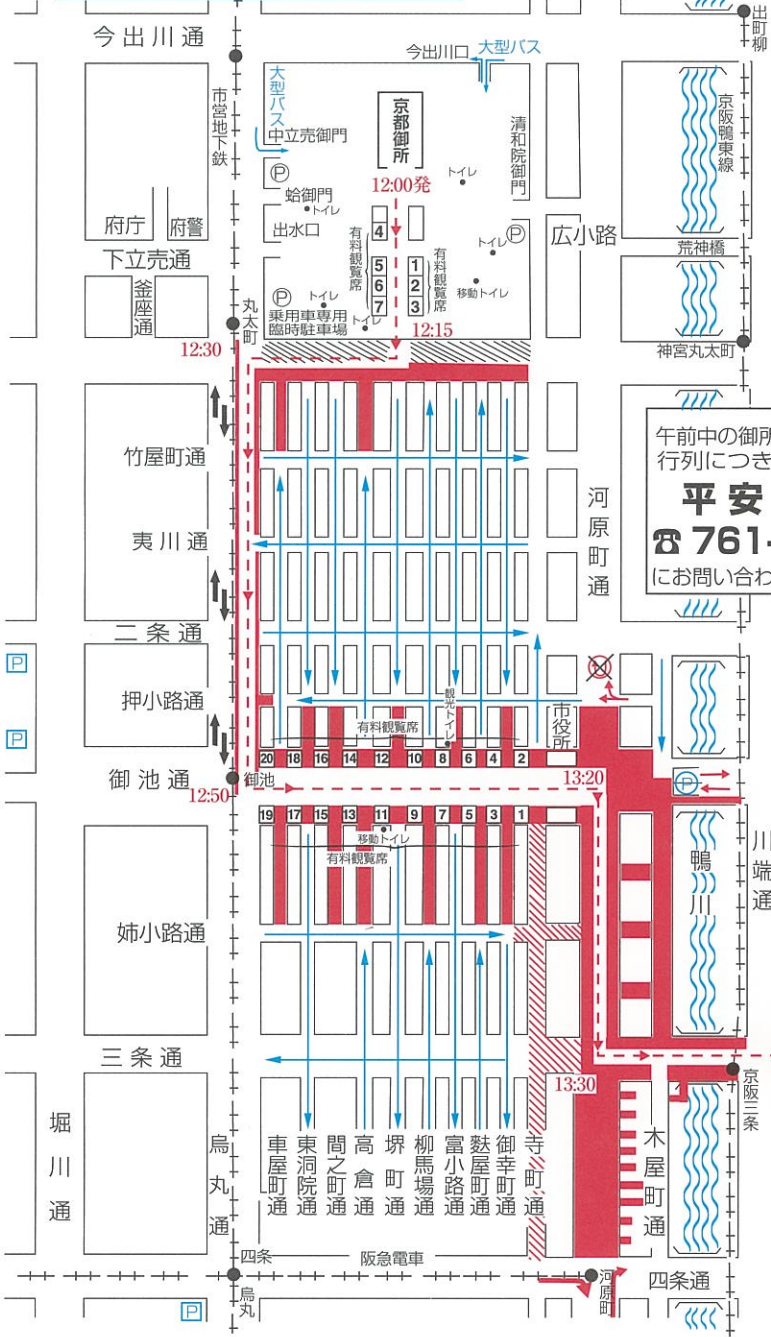 出町柳
今出川通
今出川口
大型バス
大型バス
市営地下鉄
京都御所
清和院御門
京阪鴨東線
中立売御門
P
12:00発
トイレ
蛤御門
トイレ
府庁
府警
出水口
有料観覧席
4
広小路
P
トイレ
荒神橋
下立売通
釜座通
5
6
7
1
2
3
有料観覧席
移動トイレ
P
トイレ
乗用車専用
臨時駐車場
トイレ
丸太町
12:15
12:30
神宮丸太町
午前中の御所
行列につき
平安
☎761-
にお問い合わ
竹屋町通
河原町通
夷川通
二条通
P
押小路通
観光トイレ
市役所
P
有料観覧席
20
18
16
14
12
10
8
6
4
2
御池通
御池
12:50
13:20
P
19
17
15
13
11
9
7
5
3
1
移動トイレ
有料観覧席
鴨川
川端通
姉小路通
三条通
13:30
京阪三条
堀川通
烏丸通
車屋町通
東洞院通
間之町通
高倉通
堺町通
柳馬場通
富小路通
麩屋町通
御幸町通
寺町通
木屋町通
四条
阪急電車
烏丸
河原町
四条通
P